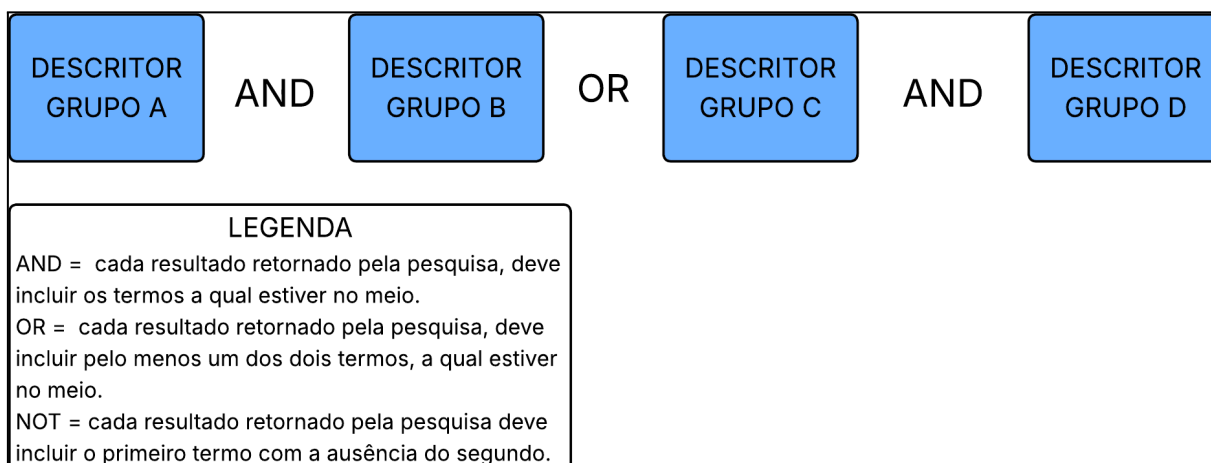 DESCRITOR
GRUPO A
AND
DESCRITOR
GRUPO B
OR
DESCRITOR
GRUPO C
AND
DESCRITOR
GRUPO D
LEGENDA
AND = cada resultado retornado pela pesquisa, deve
incluir os termos a qual estiver no meio.
OR = cada resultado retornado pela pesquisa, deve
incluir pelo menos um dos dois termos, a qual estiver
no meio.
NOT = cada resultado retornado pela pesquisa deve
incluir o primeiro termo com a ausência do segundo.